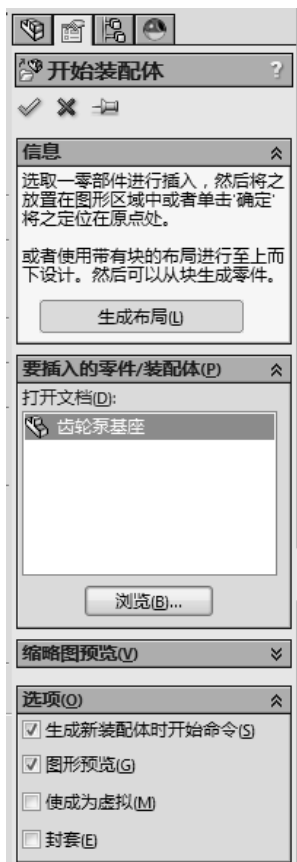 开始装配体 ?
信息
选取一零部件进行插入，然后将之
放置在图形区域中或者单击'确定'
将之定位在原点处。
或者使用带有块的布局进行至上而
下设计。然后可以从块生成零件。
生成布局(L)
要插入的零件/装配体(P)
打开文档(D):
齿轮泵基座
浏览(B)...
缩略图预览(V)
选项(O)
生成新装配体时开始命令(S)
图形预览(G)
使成为虚拟(M)
封套(E)